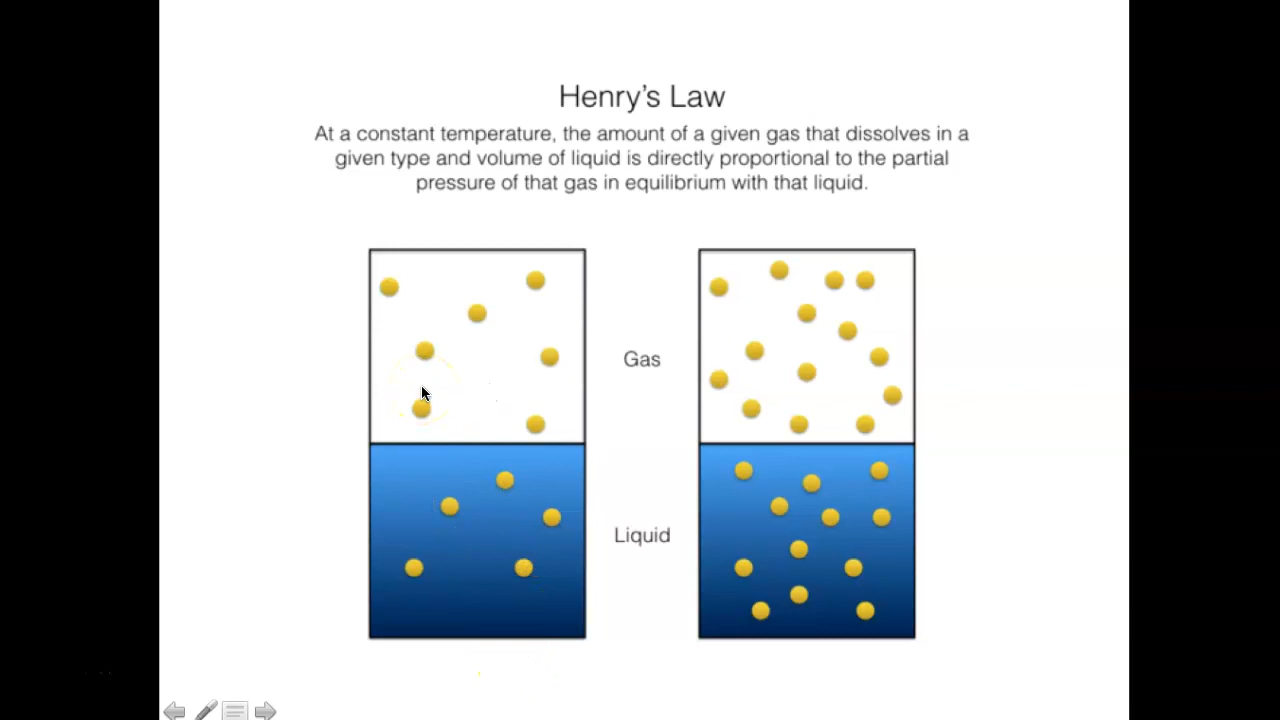 Henry's Law
At a constant temperature, the amount of a given gas that dissolves in a
given type and volume of liquid is directly proportional to the partial
pressure of that gas in equilibrium with that liquid.
Gas
Liquid